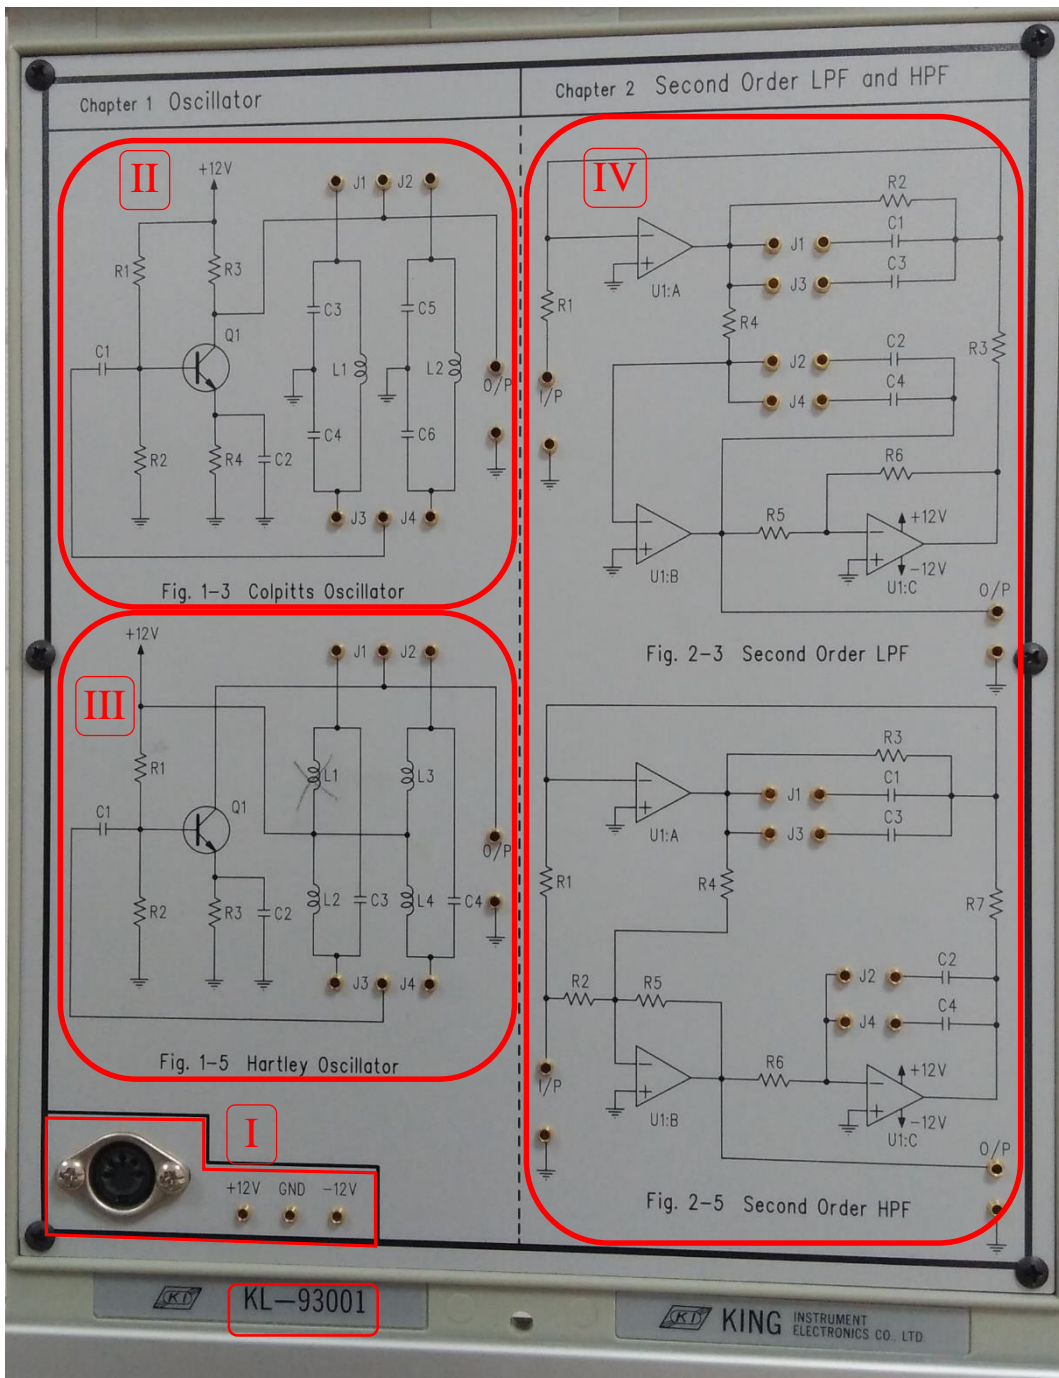 Chapter 1 Oscillator
Chapter 2 Second Order LPF and HPF
II
+12V
J1 J2
R1
R3
C3
C5
Q1
C1
L1
L2
O/P
C4
C6
R2
R4
C2
J3 J4
Fig. 1-3 Colpitts Oscillator
III
+12V
J1 J2
R1
L1
L3
C1
Q1
O/P
R2
R3
C2
L2
C3
L4
C4
J3 J4
Fig. 1-5 Hartley Oscillator
I
+12V GND -12V
IV
R2
C1
J1
C3
J3
U1:A
R1
R4
R3
C2
J2
C4
J4
I/P
R6
R5
+12V
U1:B
-12V
U1:C
O/P
Fig. 2-3 Second Order LPF
R3
C1
J1
C3
J3
U1:A
R1
R4
R7
C2
J2
R2
R5
C4
J4
R6
I/P
+12V
U1:B
-12V
U1:C
O/P
Fig. 2-5 Second Order HPF
KI KL-93001
KI KING INSTRUMENT
ELECTRONICS CO., LTD